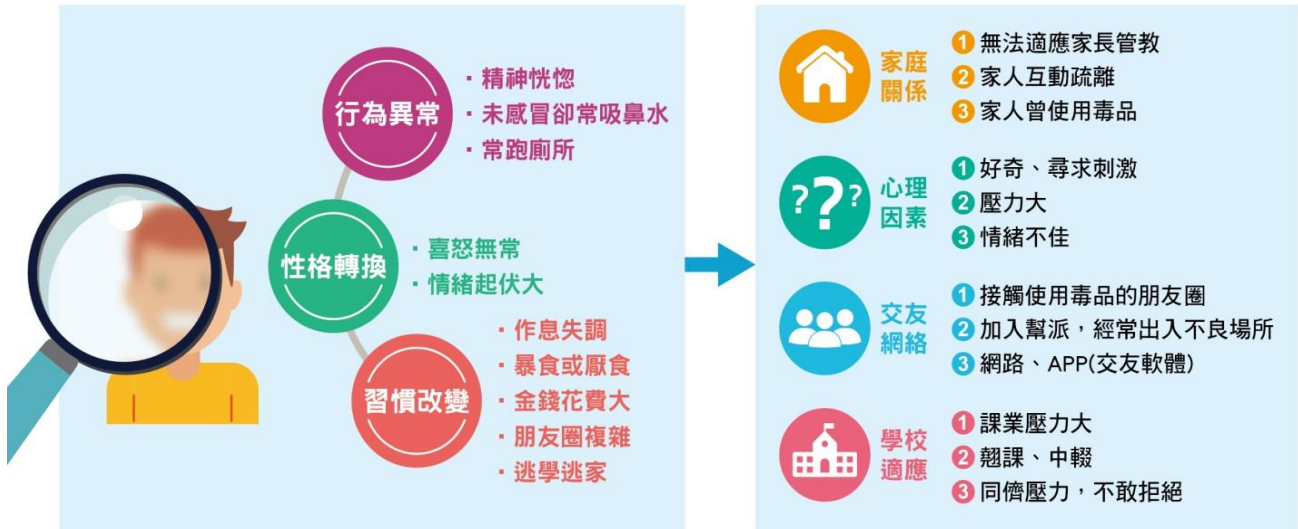 行為異常
・精神恍惚
・未感冒卻常吸鼻水
・常跑廁所
性格轉換
・喜怒無常
・情緒起伏大
習慣改變
・作息失調
・暴食或厭食
・金錢花費大
・朋友圈複雜
・逃學逃家
家庭
關係
1 無法適應家長管教
2 家人互動疏離
3 家人曾使用毒品
???
心理
因素
1 好奇、尋求刺激
2 壓力大
3 情緒不佳
交友
網絡
1 接觸使用毒品的朋友圈
2 加入幫派,經常出入不良場所
3 網路、APP(交友軟體)
學校
適應
1 課業壓力大
2 翹課、中輟
3 同儕壓力,不敢拒絕